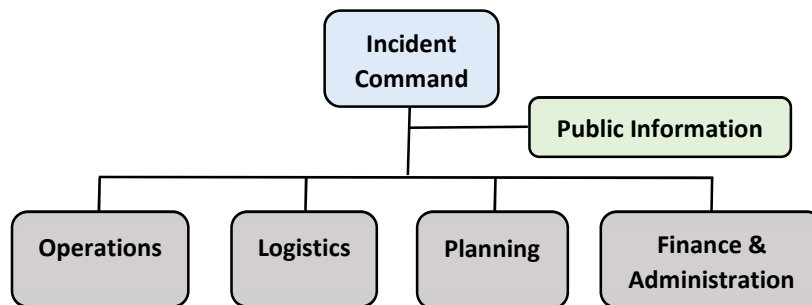 Incident
Command
Public Information
Operations
Logistics
Planning
Finance &
Administration